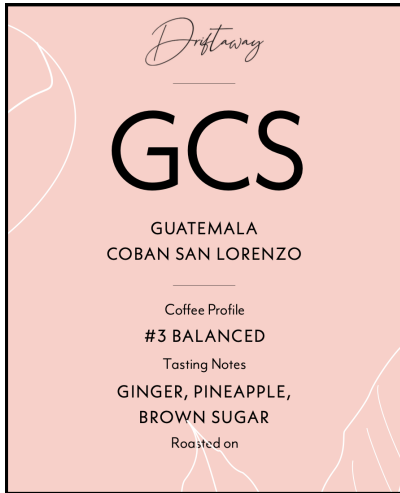 Driftaway
GCS
GUATEMALA
COBAN SAN LORENZO
Coffee Profile
#3 BALANCED
Tasting Notes
GINGER, PINEAPPLE,
BROWN SUGAR
Roasted on